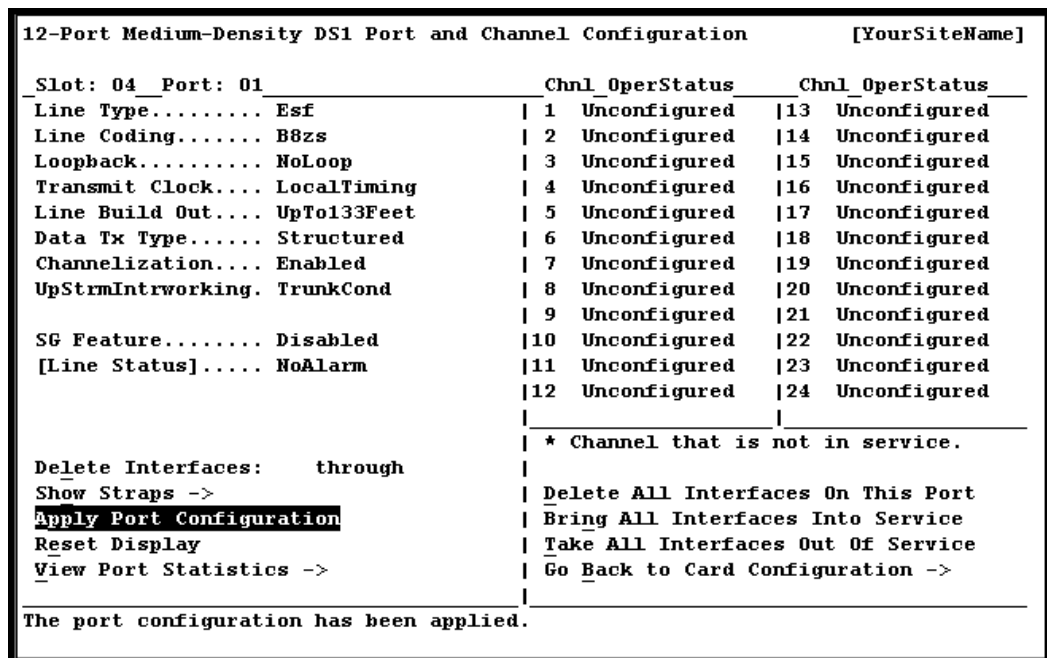 12-Port Medium-Density DS1 Port and Channel Configuration [YourSiteName]
Slot: 04 Port: 01 Chnl OperStatus Chnl OperStatus
Line Type......... Esf | 1 Unconfigured |13 Unconfigured
Line Coding....... B8zs | 2 Unconfigured |14 Unconfigured
Loopback.......... NoLoop | 3 Unconfigured |15 Unconfigured
Transmit Clock.... LocalTiming | 4 Unconfigured |16 Unconfigured
Line Build Out.... UpTo133Feet | 5 Unconfigured |17 Unconfigured
Data Tx Type...... Structured | 6 Unconfigured |18 Unconfigured
Channelization.... Enabled | 7 Unconfigured |19 Unconfigured
UpStrmIntrworking. TrunkCond | 8 Unconfigured |20 Unconfigured
| 9 Unconfigured |21 Unconfigured
SG Feature........ Disabled |10 Unconfigured |22 Unconfigured
[Line Status]..... NoAlarm |11 Unconfigured |23 Unconfigured
|12 Unconfigured |24 Unconfigured
| * Channel that is not in service.
Delete Interfaces: through |
Show Straps -> | Delete All Interfaces On This Port
Apply Port Configuration | Bring All Interfaces Into Service
Reset Display | Take All Interfaces Out Of Service
View Port Statistics -> | Go Back to Card Configuration ->
The port configuration has been applied.